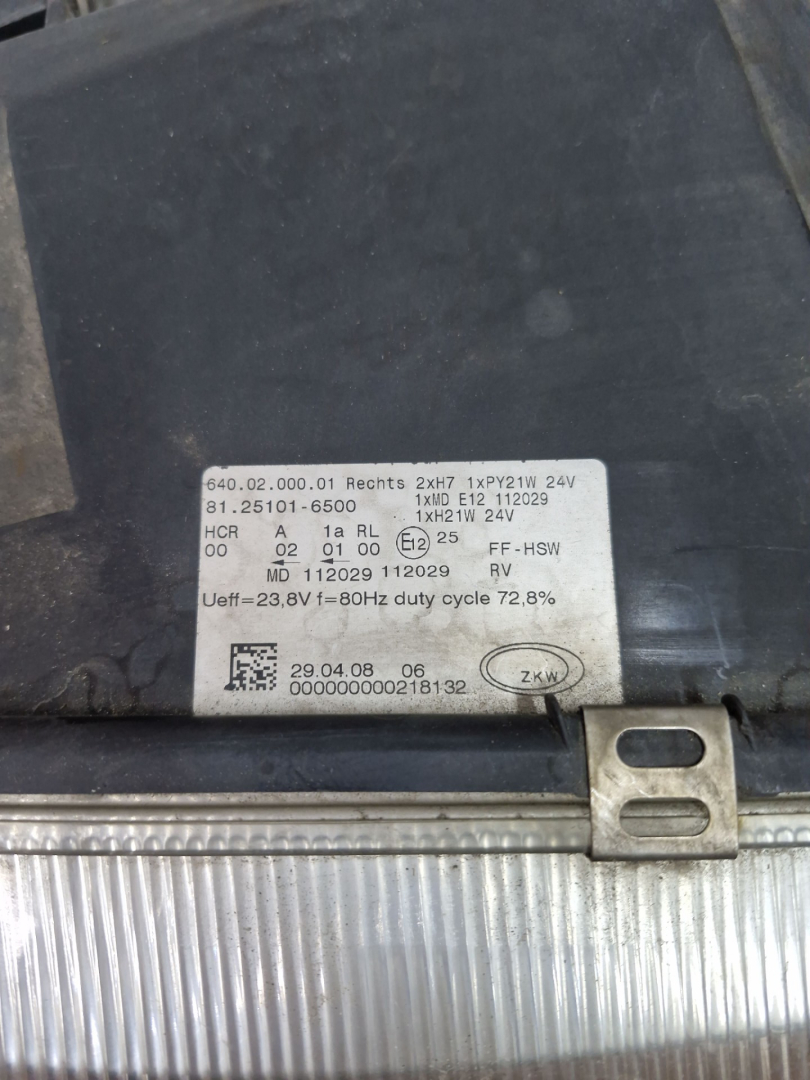 640.02.000.01 Rechts 2xH7 1xPY21W 24V
81.25101-6500 1xMD E12 112029
1xH21W 24V
HCR A 1a RL
00 02 01 00 E12 25 FF-HSW
MD 112029 112029 RV
Ueff=23,8V f=80Hz duty cycle 72,8%
29.04.08 06
000000000218132
ZKW